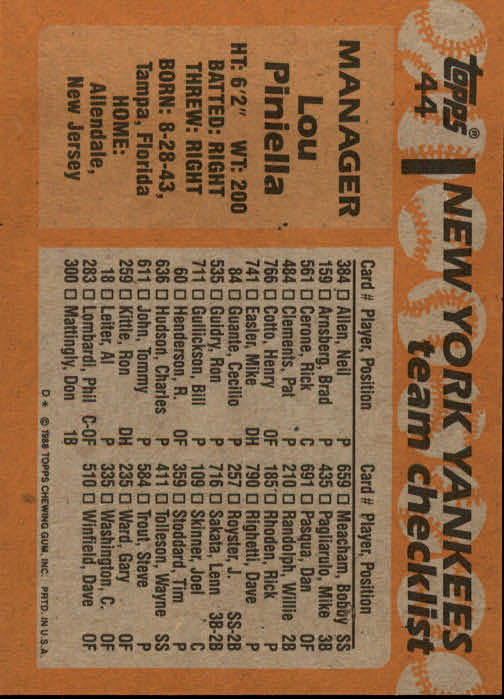 topps®
44
NEW YORK YANKEES
team checklist
MANAGER
Lou
Piniella
HT: 6'2" WT: 200
BATTED: RIGHT
THREW: RIGHT
BORN: 8-28-43,
Tampa, Florida
HOME:
Allendale,
New Jersey
Card # Player, Position
384 □ Allen, Neil P
159 □ Arnsberg, Brad P
561 □ Cerone, Rick C
484 □ Clements, Pat P
766 □ Cotto, Henry OF
741 □ Easler, Mike DH
84 □ Guante, Cecilio P
535 □ Guidry, Ron P
711 □ Gullickson, Bill P
60 □ Henderson, R. OF
636 □ Hudson, Charles P
611 □ John, Tommy P
259 □ Kittle, Ron DH
18 □ Leiter, Al P
283 □ Lombardi, Phil C-OF
300 □ Mattingly, Don 1B
Card # Player, Position
659 □ Meacham, Bobby SS
435 □ Pagliarulo, Mike 3B
691 □ Pasqua, Dan OF
210 □ Randolph, Willie 2B
185 □ Rhoden, Rick P
790 □ Righetti, Dave P
257 □ Royster, J. SS-2B
716 □ Sakata, Lenn 3B-2B
109 □ Skinner, Joel C
359 □ Stoddard, Tim P
411 □ Tolleson, Wayne SS
584 □ Trout, Steve P
235 □ Ward, Gary OF
335 □ Washington, C. OF
510 □ Winfield, Dave OF
D * © 1988 TOPPS CHEWING GUM, INC. PRTD. IN U.S.A.